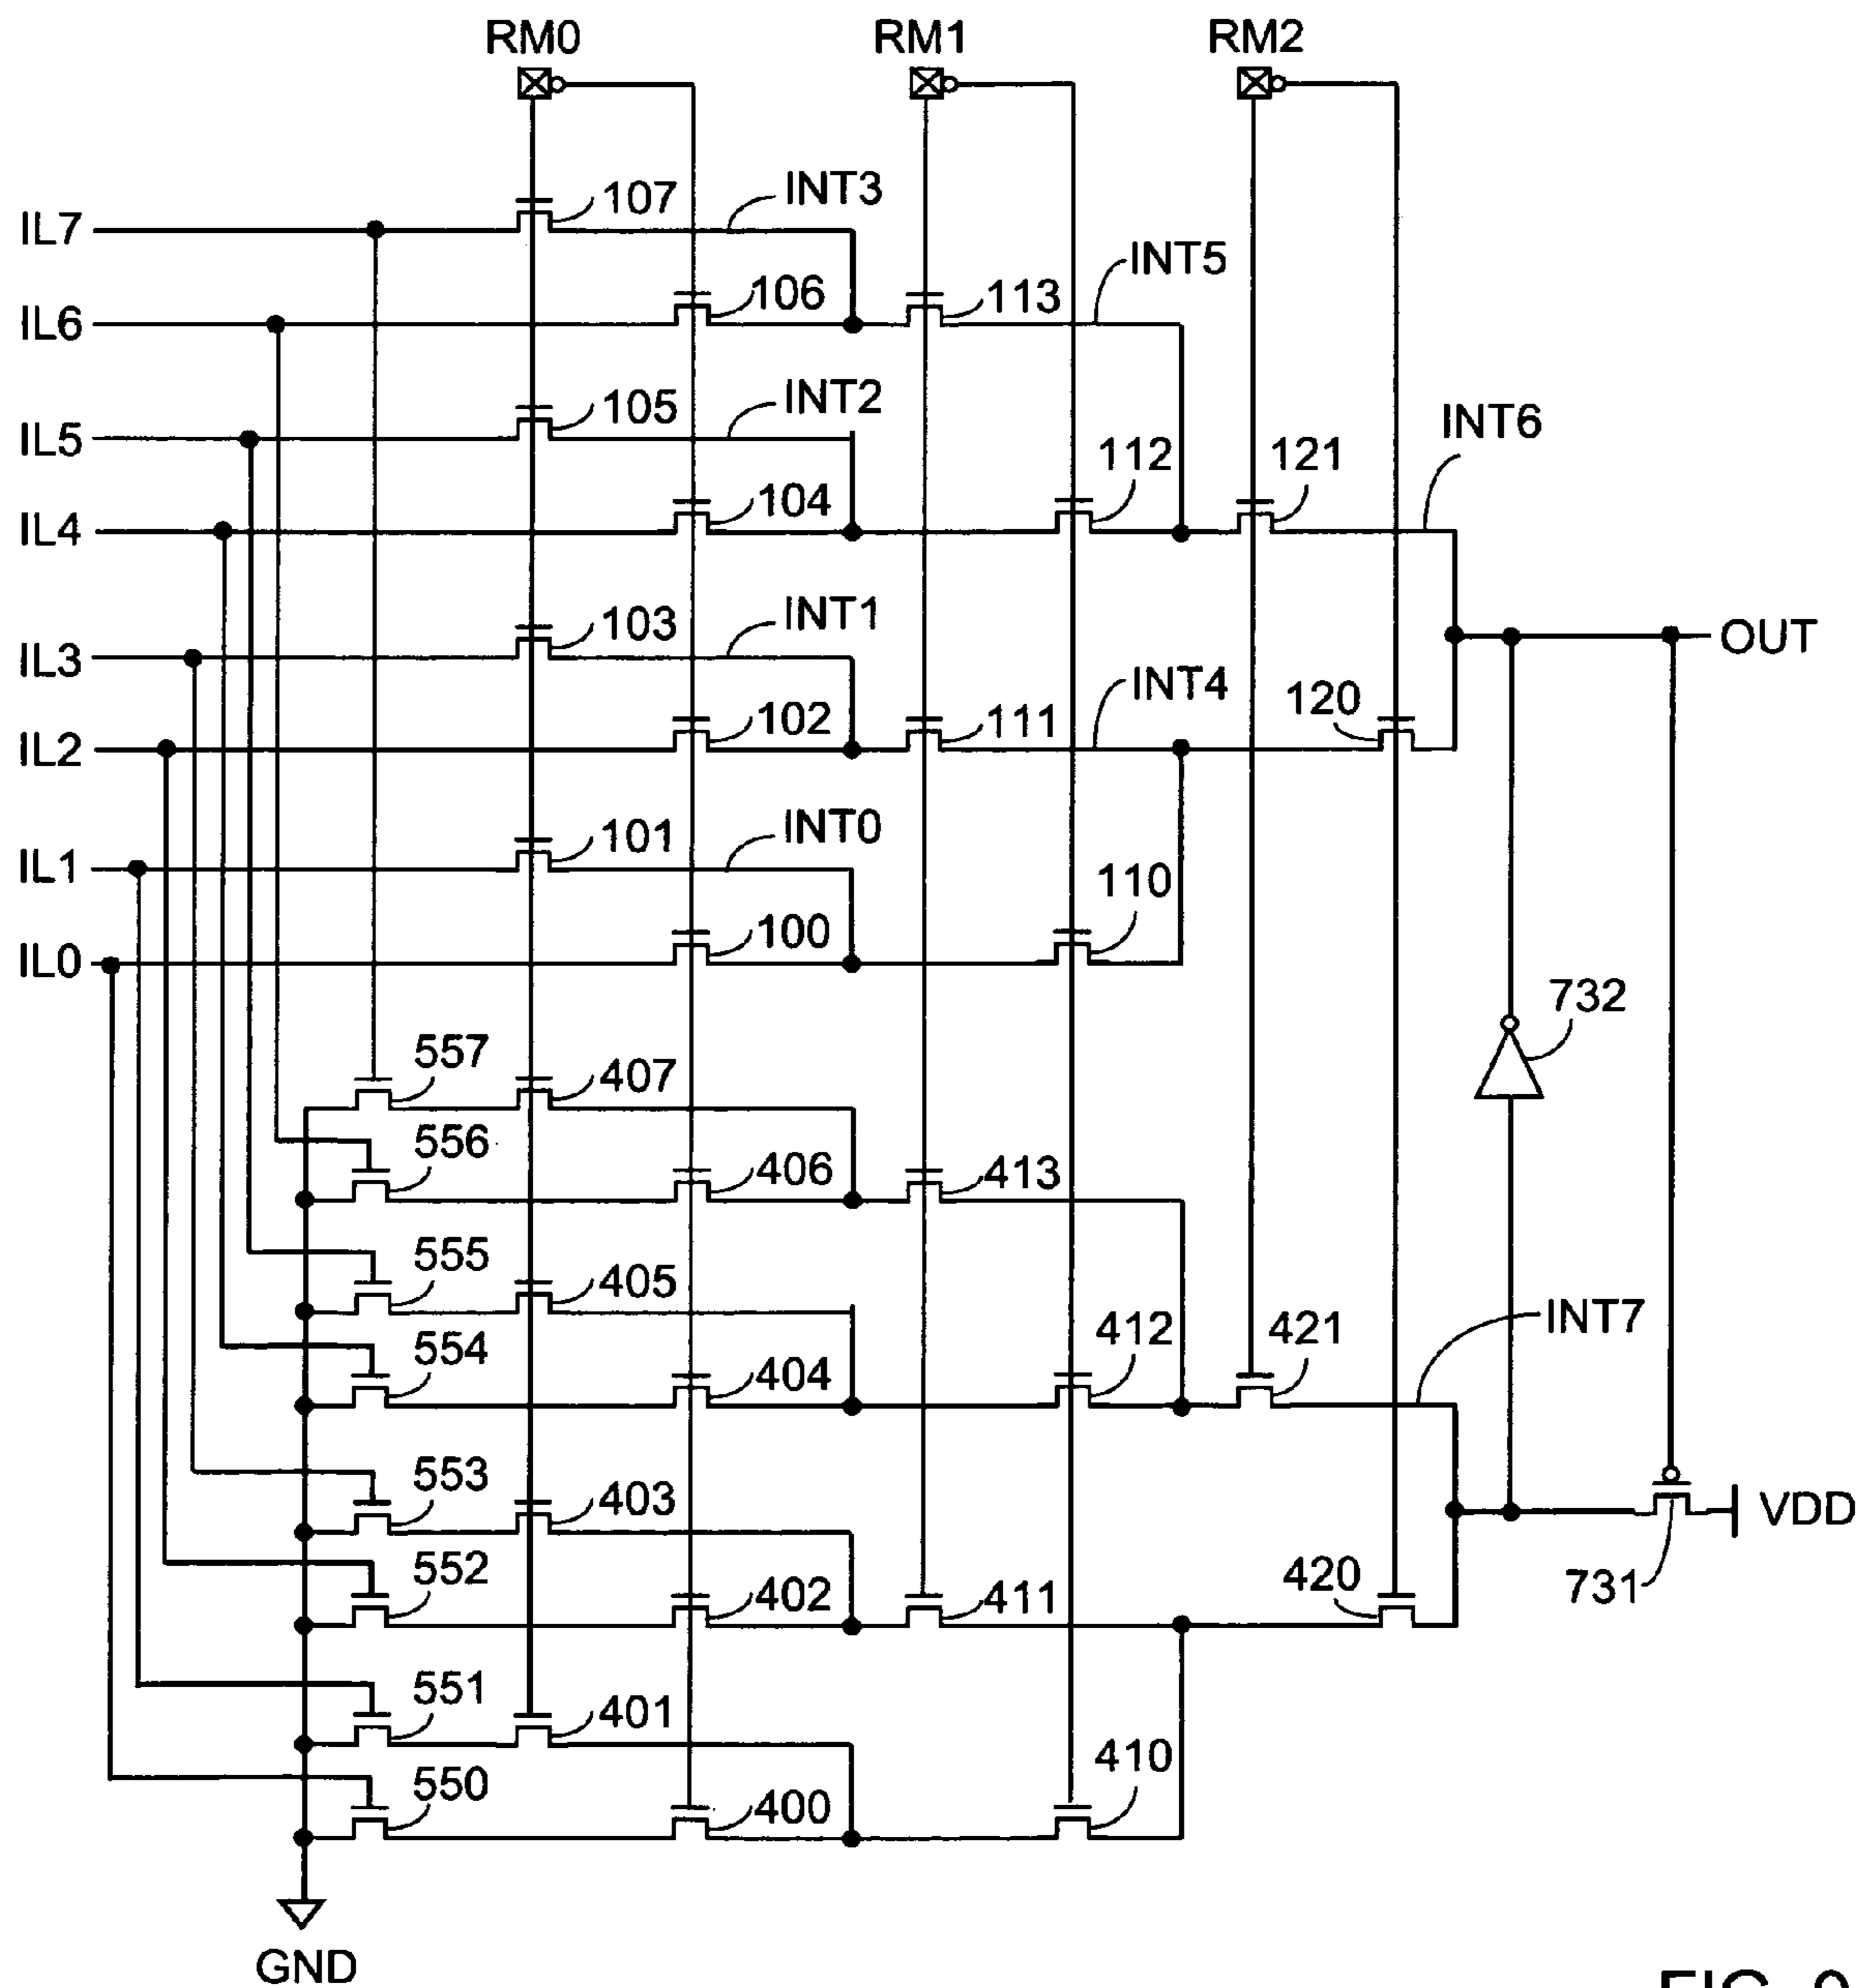 RM0 RM1 RM2
107 INT3
IL7
INT5
106 113
IL6
105 INT2
IL5 INT6
112 121
104
IL4
103 INT1
OUT
IL3
INT4
102 111 120
IL2
101 INT0
IL1
110
100
IL0
732
557 407
556 406 413
555 405
INT7
554 404 412 421
553 403
VDD
552 402 411 420 731
551 401
410
550 400
GND